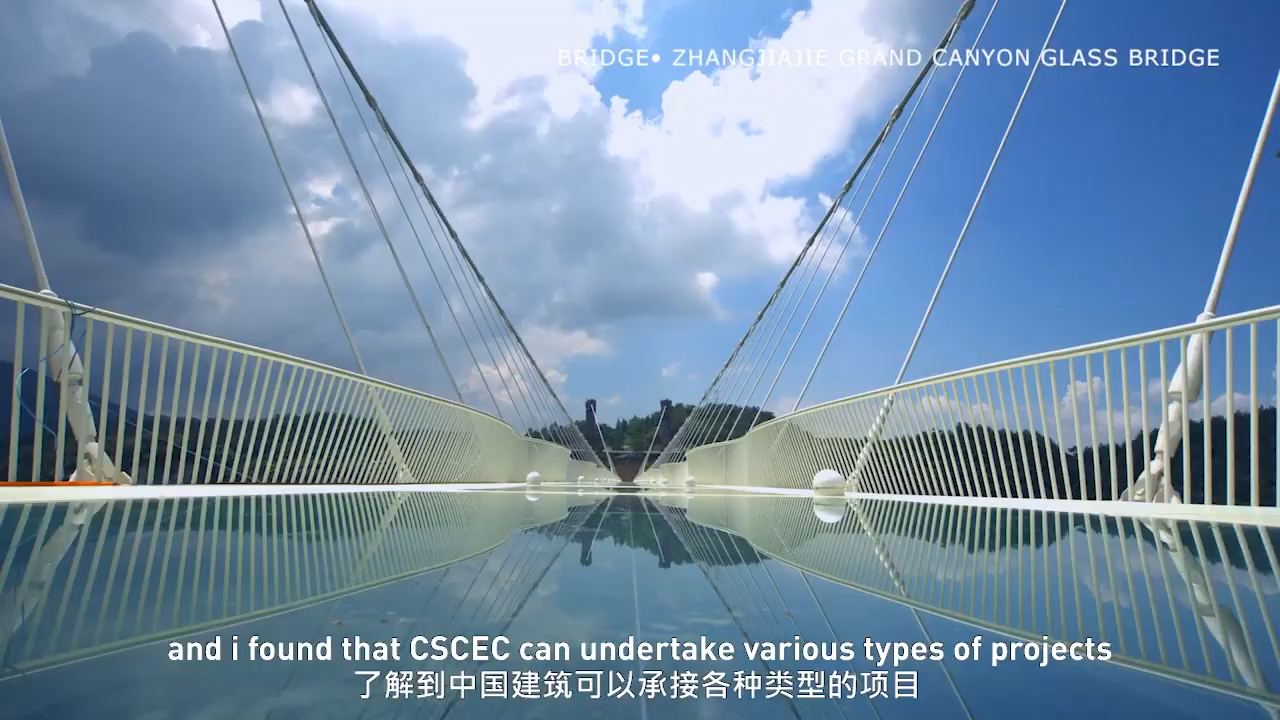 BRIDGE• ZHANGJIAJIE GRAND CANYON GLASS BRIDGE
and i found that CSCEC can undertake various types of projects
了解到中国建筑可以承接各种类型的项目